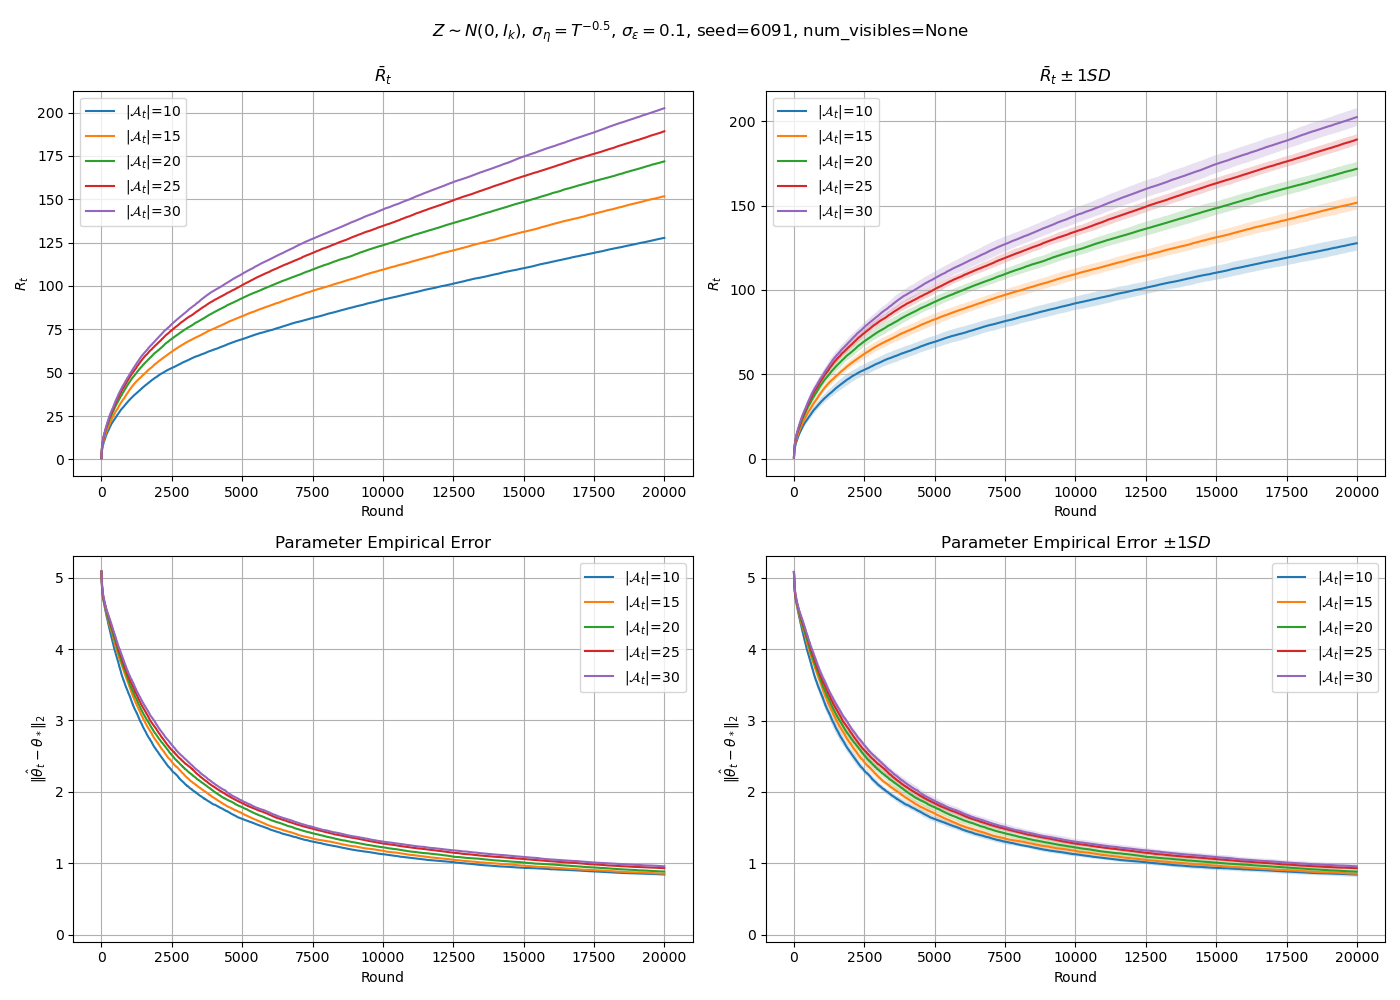 Z ∼ N(0, I_k), σ_η = T^{−0.5}, σ_ε = 0.1, seed=6091, num_visibles=None
R̄_t
R_t
200
175
150
125
100
75
50
25
0
|𝒜_t|=10
|𝒜_t|=15
|𝒜_t|=20
|𝒜_t|=25
|𝒜_t|=30
0 2500 5000 7500 10000 12500 15000 17500 20000
Round
R̄_t ± 1SD
R_t
200
150
100
50
0
|𝒜_t|=10
|𝒜_t|=15
|𝒜_t|=20
|𝒜_t|=25
|𝒜_t|=30
0 2500 5000 7500 10000 12500 15000 17500 20000
Round
Parameter Empirical Error
‖θ̂_t − θ_*‖_2
5
4
3
2
1
0
|𝒜_t|=10
|𝒜_t|=15
|𝒜_t|=20
|𝒜_t|=25
|𝒜_t|=30
0 2500 5000 7500 10000 12500 15000 17500 20000
Round
Parameter Empirical Error ±1SD
‖θ̂_t − θ_*‖_2
5
4
3
2
1
0
|𝒜_t|=10
|𝒜_t|=15
|𝒜_t|=20
|𝒜_t|=25
|𝒜_t|=30
0 2500 5000 7500 10000 12500 15000 17500 20000
Round